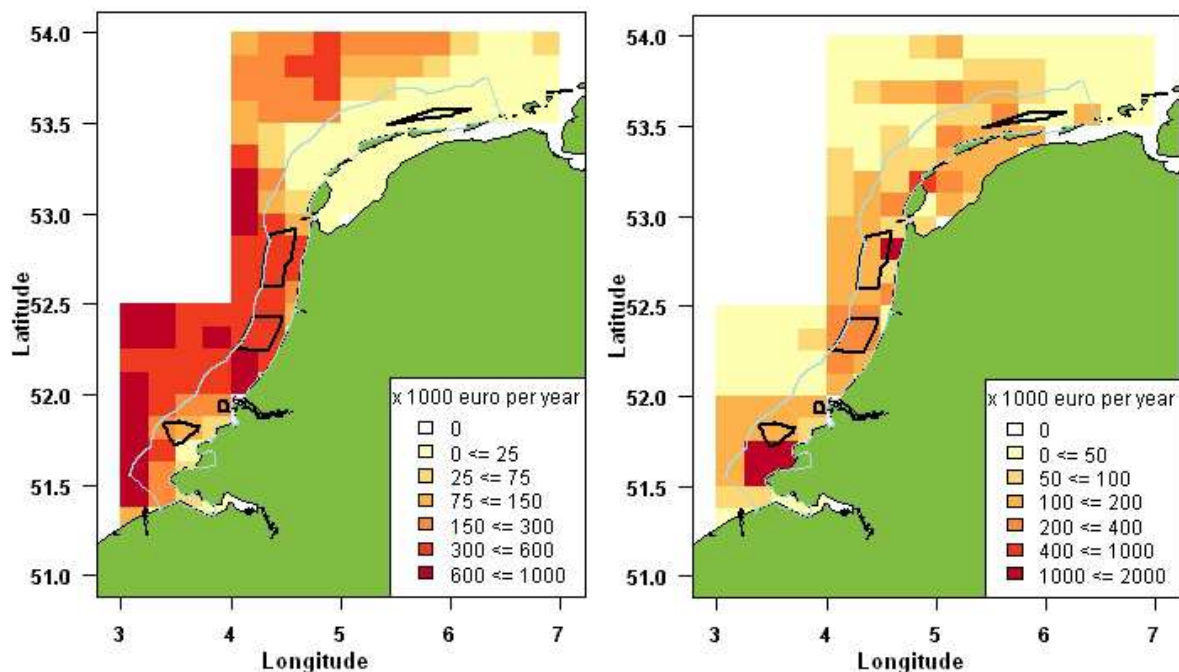 54.0
53.5
53.0
52.5
52.0
51.5
51.0
Latitude
3 4 5 6 7
Longitude
x 1000 euro per year
0
0 <= 25
25 <= 75
75 <= 150
150 <= 300
300 <= 600
600 <= 1000
54.0
53.5
53.0
52.5
52.0
51.5
51.0
Latitude
3 4 5 6 7
Longitude
x 1000 euro per year
0
0 <= 50
50 <= 100
100 <= 200
200 <= 400
400 <= 1000
1000 <= 2000